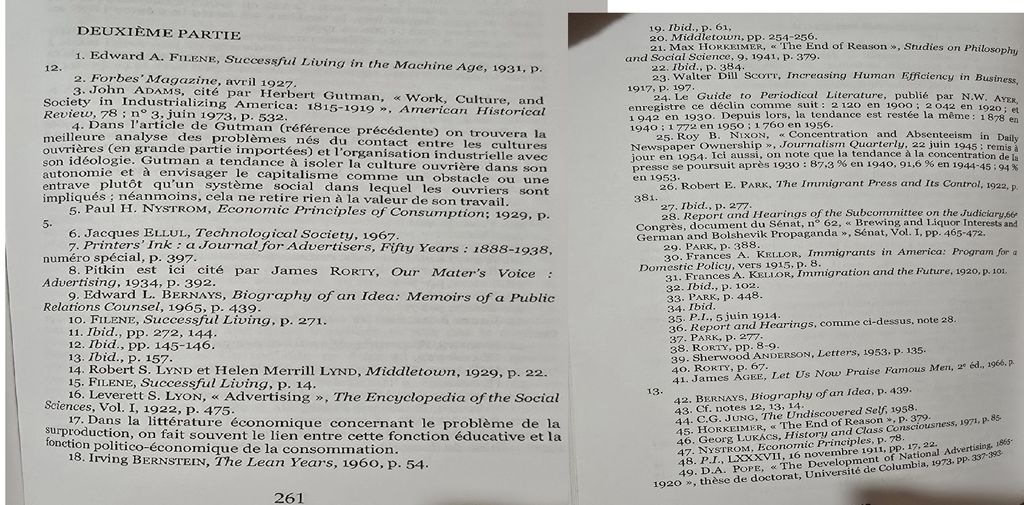 DEUXIÈME PARTIE
1. Edward A. FILENE, Successful Living in the Machine Age, 1931, p.
12.
2. Forbes' Magazine, avril 1927.
3. John ADAMS, cité par Herbert Gutman, « Work, Culture, and
Society in Industrializing America: 1815-1919 », American Historical
Review, 78 ; n° 3, juin 1973, p. 532.
4. Dans l'article de Gutman (référence précédente) on trouvera la
meilleure analyse des problèmes nés du contact entre les cultures
ouvrières (en grande partie importées) et l'organisation industrielle avec
son idéologie. Gutman a tendance à isoler la culture ouvrière dans son
autonomie et à envisager le capitalisme comme un obstacle ou une
entrave plutôt qu'un système social dans lequel les ouvriers sont
impliqués ; néanmoins, cela ne retire rien à la valeur de son travail.
5. Paul H. NYSTROM, Economic Principles of Consumption; 1929, p.
5.
6. Jacques ELLUL, Technological Society, 1967.
7. Printers' Ink : a Journal for Advertisers, Fifty Years : 1888-1938,
numéro spécial, p. 397.
8. Pitkin est ici cité par James RORTY, Our Mater's Voice :
Advertising, 1934, p. 392.
9. Edward L. BERNAYS, Biography of an Idea: Memoirs of a Public
Relations Counsel, 1965, p. 439.
10. FILENE, Successful Living, p. 271.
11. Ibid., pp. 272, 144.
12. Ibid., pp. 145-146.
13. Ibid., p. 157.
14. Robert S. LYND et Helen Merrill LYND, Middletown, 1929, p. 22.
15. FILENE, Successful Living, p. 14.
16. Leverett S. LYON, « Advertising », The Encyclopedia of the Social
Sciences, Vol. I, 1922, p. 475.
17. Dans la littérature économique concernant le problème de la
surproduction, on fait souvent le lien entre cette fonction éducative et la
fonction politico-économique de la consommation.
18. Irving BERNSTEIN, The Lean Years, 1960, p. 54.
261
19. Ibid., p. 61,
20. Middletown, pp. 254-256.
21. Max HORKEIMER, « The End of Reason », Studies on Philosophy
and Social Science, 9, 1941, p. 379.
22. Ibid., p. 384.
23. Walter Dill SCOTT, Increasing Human Efficiency in Business,
1917, p. 197.
24. Le Guide to Periodical Literature, publié par N.W. AYER,
enregistre ce déclin comme suit : 2 120 en 1900 ; 2 042 en 1920 ; et
1 942 en 1930. Depuis lors, la tendance est restée la même : 1 878 en
1940 ; 1 772 en 1950 ; 1 760 en 1956.
25. Roy B. NIXON, « Concentration and Absenteeism in Daily
Newspaper Ownership », Journalism Quarterly, 22 juin 1945 ; remis à
jour en 1954. Ici aussi, on note que la tendance à la concentration de la
presse se poursuit après 1930 : 87,3 % en 1940, 91,6 % en 1944-45 ; 94 %
en 1953.
26. Robert E. PARK, The Immigrant Press and Its Control, 1922, p.
381.
27. Ibid., p. 277.
28. Report and Hearings of the Subcommittee on the Judiciary,66e
Congrès, document du Sénat, n° 62, « Brewing and Liquor Interests and
German and Bolshevik Propaganda », Sénat, Vol. I, pp. 465-472.
29. PARK, p. 388.
30. Frances A. KELLOR, Immigrants in America: Program for a
Domestic Policy, vers 1915, p. 8.
31. Frances A. KELLOR, Immigration and the Future, 1920, p. 101.
32. Ibid., p. 102.
33. PARK, p. 448.
34. Ibid.
35. P.I., 5 juin 1914.
36. Report and Hearings, comme ci-dessus, note 28.
37. PARK, p. 277.
38. RORTY, pp. 8-9.
39. Sherwood ANDERSON, Letters, 1953, p. 135.
40. RORTY, p. 67.
41. James AGEE, Let Us Now Praise Famous Men, 2e éd., 1966, p.
13.
42. BERNAYS, Biography of an Idea, p. 439.
43. Cf. notes 12, 13, 14.
44. C.G. JUNG, The Undiscovered Self, 1958.
45. HORKEIMER, « The End of Reason », p. 379.
46. Georg LUKÁCS, History and Class Consciousness, 1971, p. 85.
47. NYSTROM, Economic Principles, p. 78.
48. P.I., LXXXVII, 16 novembre 1911, pp. 17, 22.
49. D.A. POPE, « The Development of National Advertising, 1865-
1920 », thèse de doctorat, Université de Columbia, 1973, pp. 337-393.